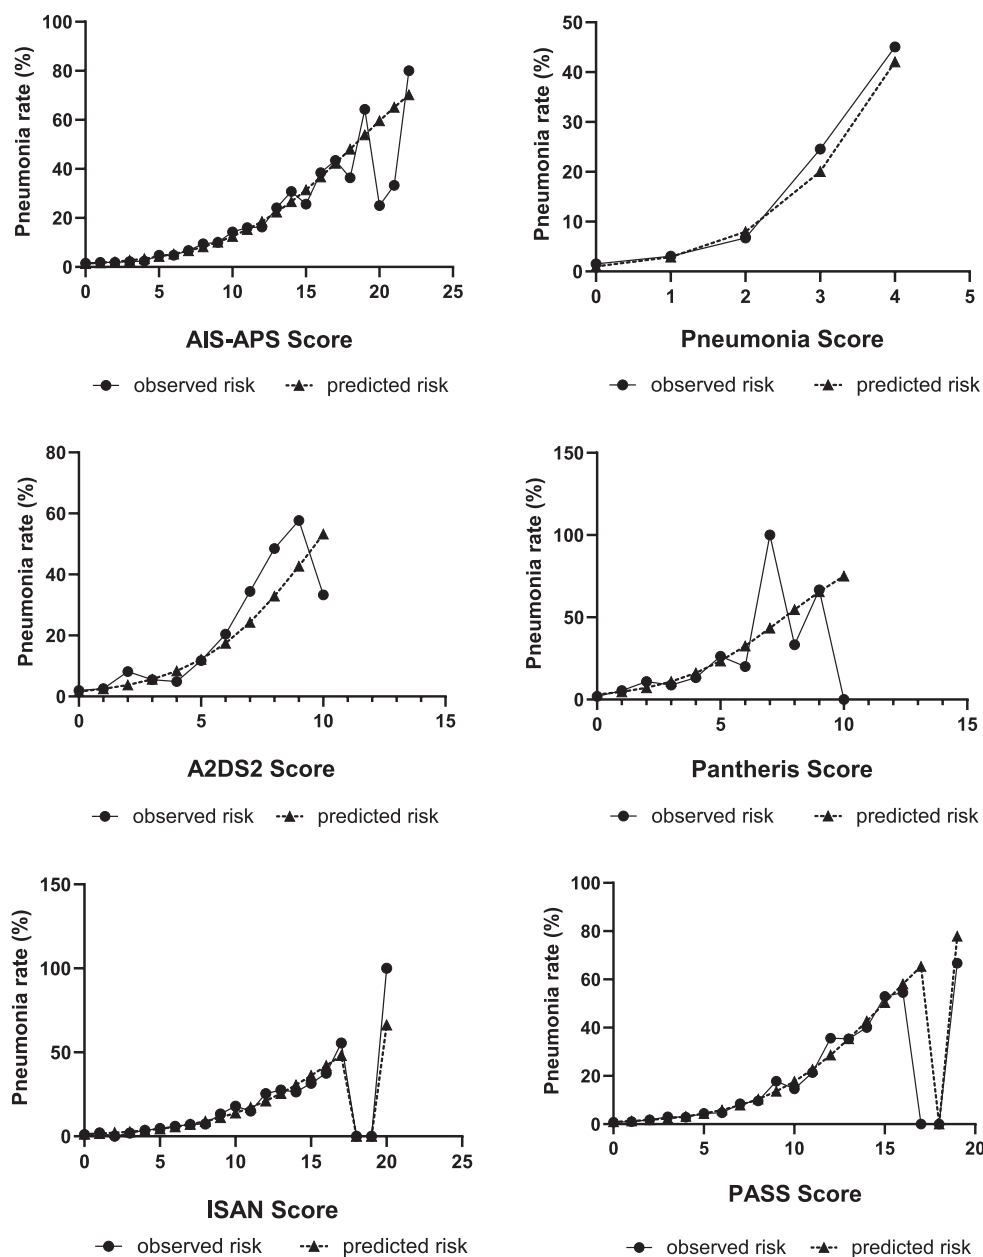 100
80
60
40
20
0
Pneumonia rate (%)
0 5 10 15 20 25
AIS-APS Score
observed risk predicted risk
50
40
30
20
10
0
Pneumonia rate (%)
0 1 2 3 4 5
Pneumonia Score
observed risk predicted risk
80
60
40
20
0
Pneumonia rate (%)
0 5 10 15
A2DS2 Score
observed risk predicted risk
150
100
50
0
Pneumonia rate (%)
0 5 10 15
Pantheris Score
observed risk predicted risk
150
100
50
0
Pneumonia rate (%)
0 5 10 15 20 25
ISAN Score
observed risk predicted risk
100
80
60
40
20
0
Pneumonia rate (%)
0 5 10 15 20
PASS Score
observed risk predicted risk